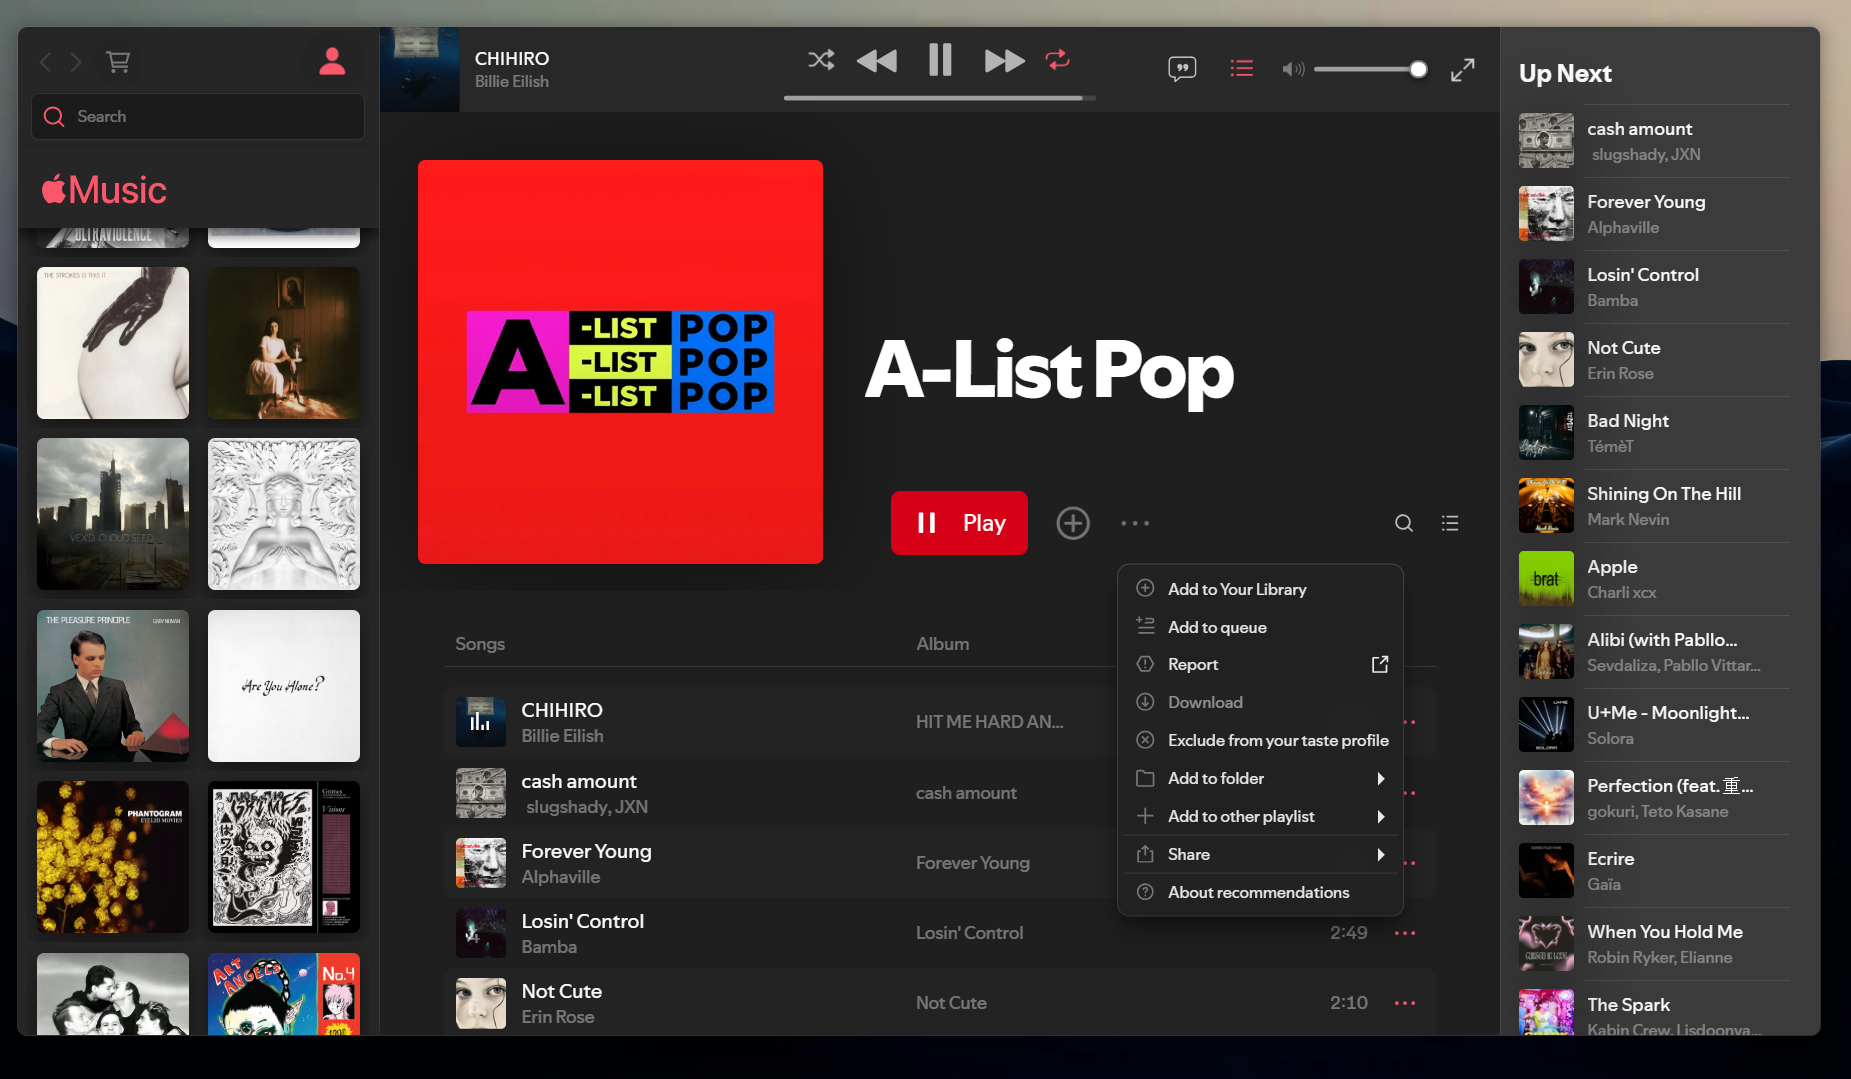 Search
Music
ULTRAVIOLENCE
THE STROKES IS THIS IT
VEX'D CLOUD SEED
THE PLEASURE PRINCIPLE
GARY NUMAN
Are You Alone?
PHANTOGRAM
EYELID MOVIES
GRIMES
Grimes
Visions
ART ANGELS
No.4
CHIHIRO
Billie Eilish
A
-LIST
-LIST
-LIST
POP
POP
POP
A-List Pop
Play
Add to Your Library
Add to queue
Report
Download
Exclude from your taste profile
Add to folder
Add to other playlist
Share
About recommendations
Songs
Album
CHIHIRO
Billie Eilish
HIT ME HARD AN...
cash amount
slugshady, JXN
cash amount
Forever Young
Alphaville
Forever Young
Losin' Control
Bamba
Losin' Control
2:49
Not Cute
Erin Rose
Not Cute
2:10
Up Next
cash amount
slugshady, JXN
Forever Young
Alphaville
Losin' Control
Bamba
Not Cute
Erin Rose
Bad Night
TémèT
Shining On The Hill
Mark Nevin
brat
Apple
Charli xcx
Alibi (with Pabllo...
Sevdaliza, Pabllo Vittar...
U+Me - Moonlight...
Solora
Perfection (feat. 重...
gokuri, Teto Kasane
Ecrire
Gaïa
When You Hold Me
Robin Ryker, Elianne
The Spark
Kabin Crew, Lisdoonva...